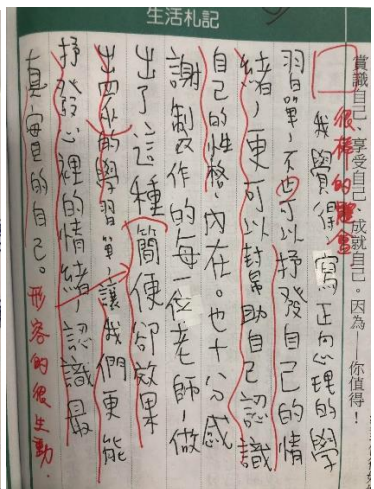 生活札記
賞識自己、享受自己、成就自己。因為──你值得!
很棒的體會
我覺得寫正向心理的學
習單,不也可以抒發自己的情
緒,更可以幫助自己認識
自己的性格、內在。也十分感
謝製作的每一位老師,做
出了這種簡便卻效果
出眾的學習單,讓我們更能
抒發心裡的情緒,認識最
真實的自己。
形容的很生動.